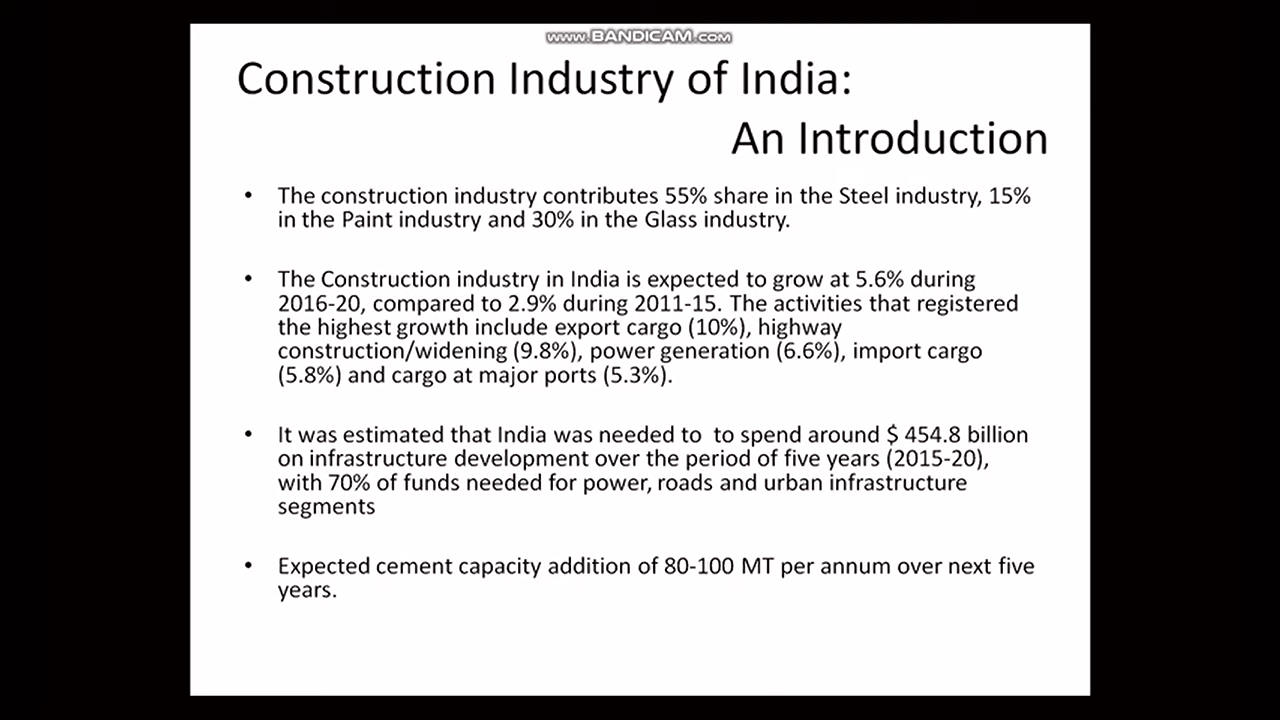 www.BANDICAM.com
Construction Industry of India:
An Introduction
• The construction industry contributes 55% share in the Steel industry, 15%
in the Paint industry and 30% in the Glass industry.
• The Construction industry in India is expected to grow at 5.6% during
2016-20, compared to 2.9% during 2011-15. The activities that registered
the highest growth include export cargo (10%), highway
construction/widening (9.8%), power generation (6.6%), import cargo
(5.8%) and cargo at major ports (5.3%).
• It was estimated that India was needed to  to spend around $ 454.8 billion
on infrastructure development over the period of five years (2015-20),
with 70% of funds needed for power, roads and urban infrastructure
segments
• Expected cement capacity addition of 80-100 MT per annum over next five
years.